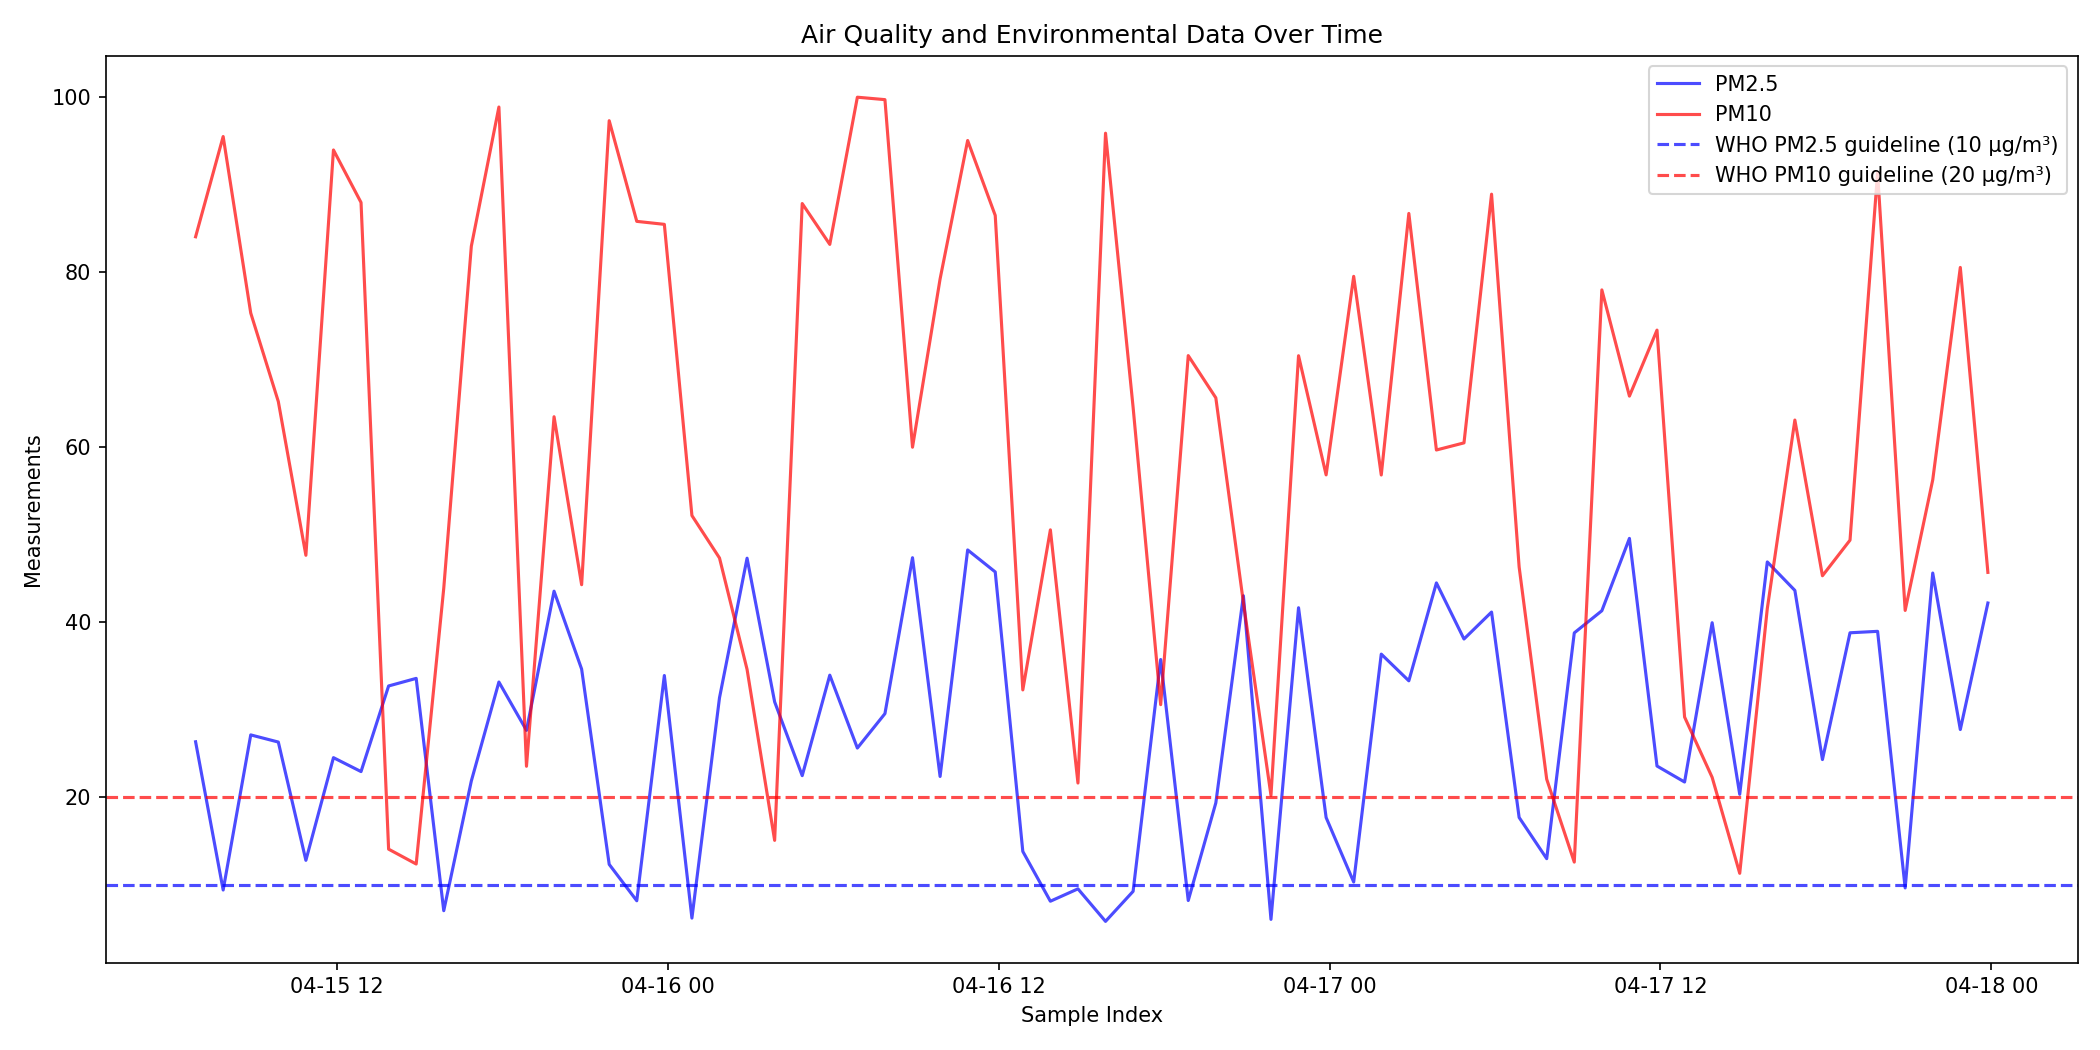 Air Quality and Environmental Data Over Time
PM2.5
PM10
WHO PM2.5 guideline (10 µg/m³)
WHO PM10 guideline (20 µg/m³)
100
80
60
40
20
Measurements
04-15 12
04-16 00
04-16 12
04-17 00
04-17 12
04-18 00
Sample Index